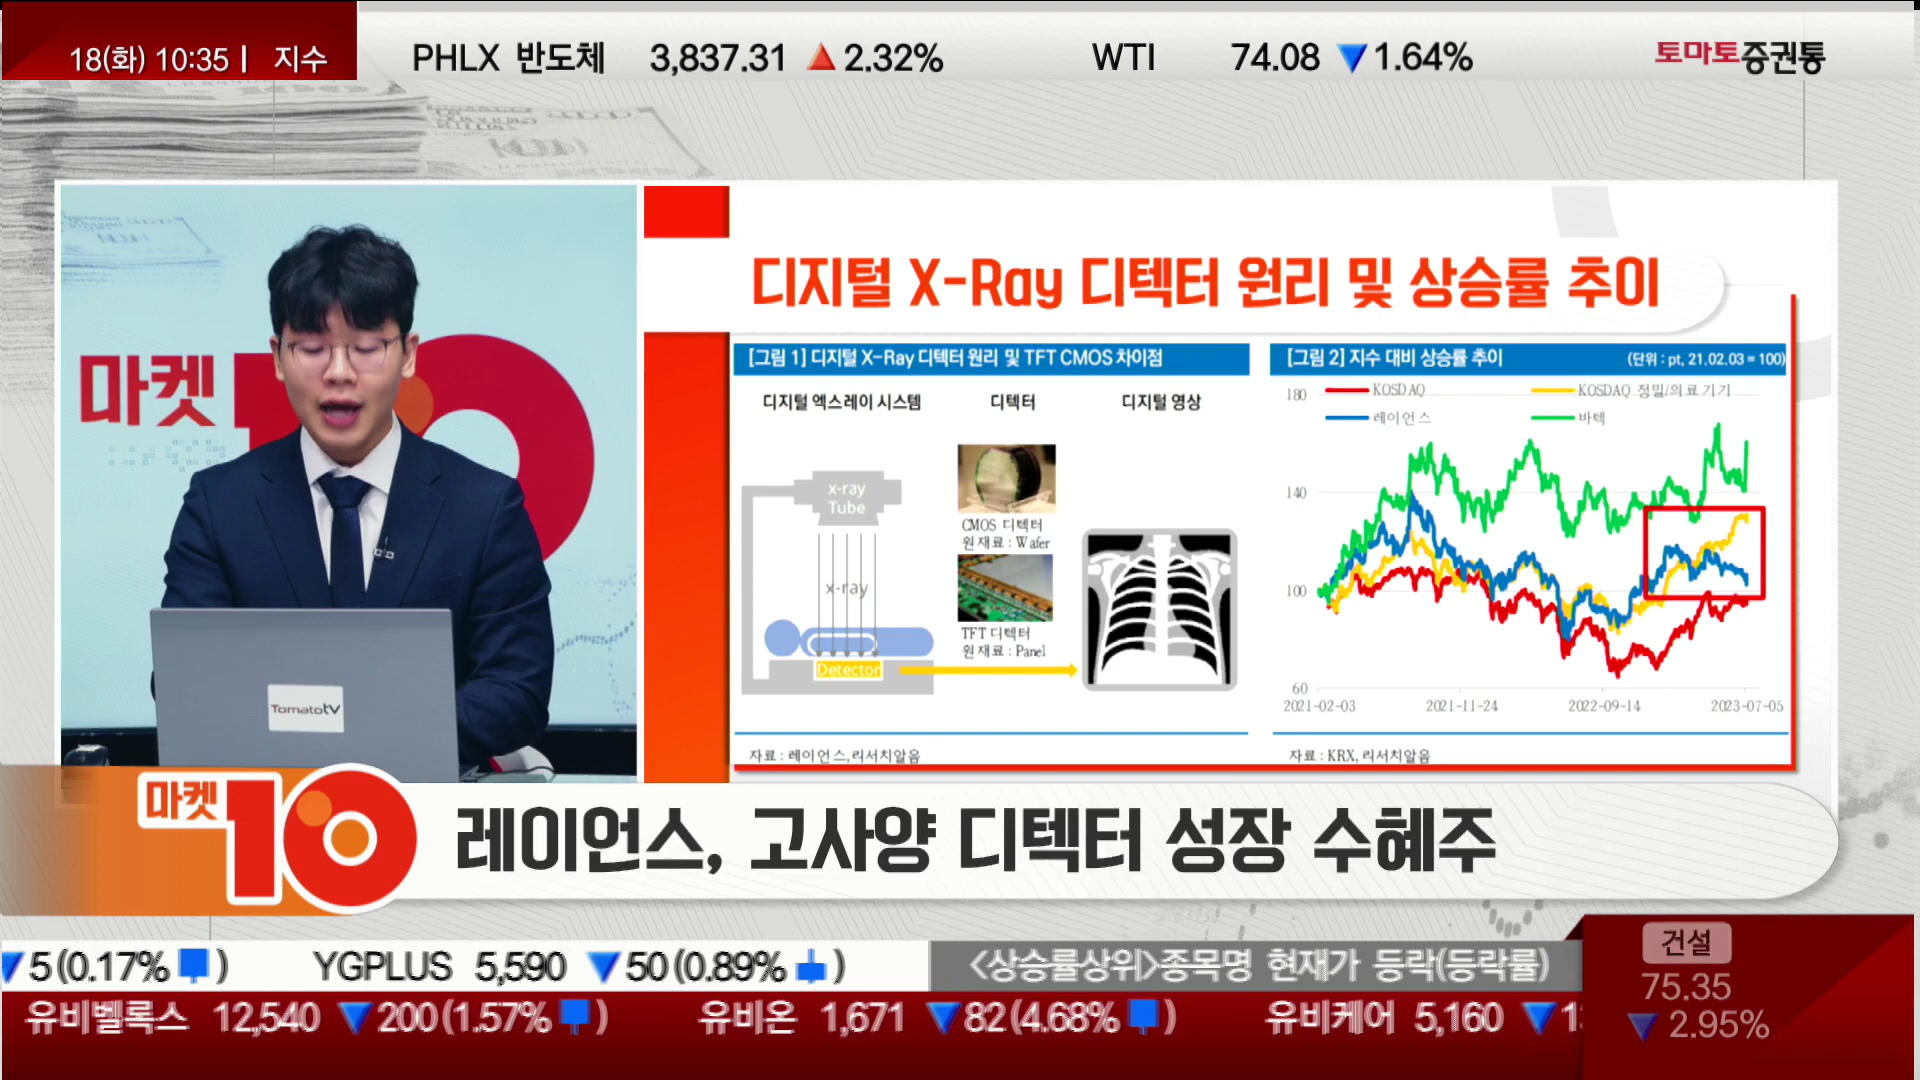 18(화) 10:35 | 지수
PHLX 반도체 3,837.31 ▲ 2.32%
WTI 74.08 ▼ 1.64%
토마토증권통
마켓
10
TomatoTV
디지털 X-Ray 디텍터 원리 및 상승률 추이
[그림 1] 디지털 X-Ray 디텍터 원리 및 TFT CMOS 차이점
디지털 엑스레이 시스템
디텍터
디지털 영상
x-ray
Tube
x-ray
Detector
CMOS 디텍터
원재료 : Wafer
TFT 디텍터
원재료 : Panel
자료 : 레이언스, 리서치알음
[그림 2] 지수 대비 상승률 추이
(단위 : pt, 21.02.03 = 100)
KOSDAQ
KOSDAQ 정밀/의료기기
레이언스
바텍
180
140
100
60
2021-02-03
2021-11-24
2022-09-14
2023-07-05
자료 : KRX, 리서치알음
마켓
10
레이언스, 고사양 디텍터 성장 수혜주
▼ 5(0.17% ) YGPLUS 5,590 ▼ 50(0.89% )
<상승률상위>종목명 현재가 등락(등락률)
유비벨록스 12,540 ▼ 200(1.57% ) 유비온 1,671 ▼ 82(4.68% ) 유비케어 5,160 ▼
건설
75.35
▼ 2.95%